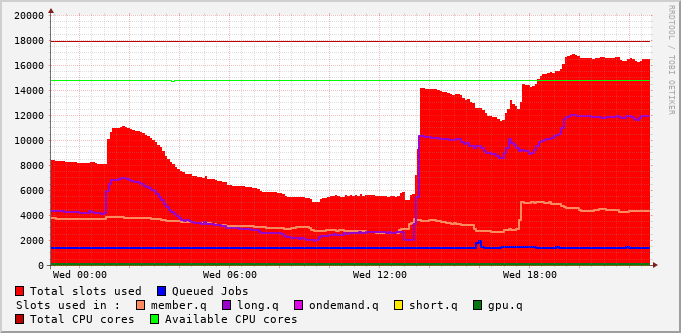 20000
18000
16000
14000
12000
10000
8000
6000
4000
2000
0
Wed 00:00 Wed 06:00 Wed 12:00 Wed 18:00
RRDTOOL / TOBI OETIKER
Total slots used Queued Jobs
Slots used in : member.q long.q ondemand.q short.q gpu.q
Total CPU cores Available CPU cores